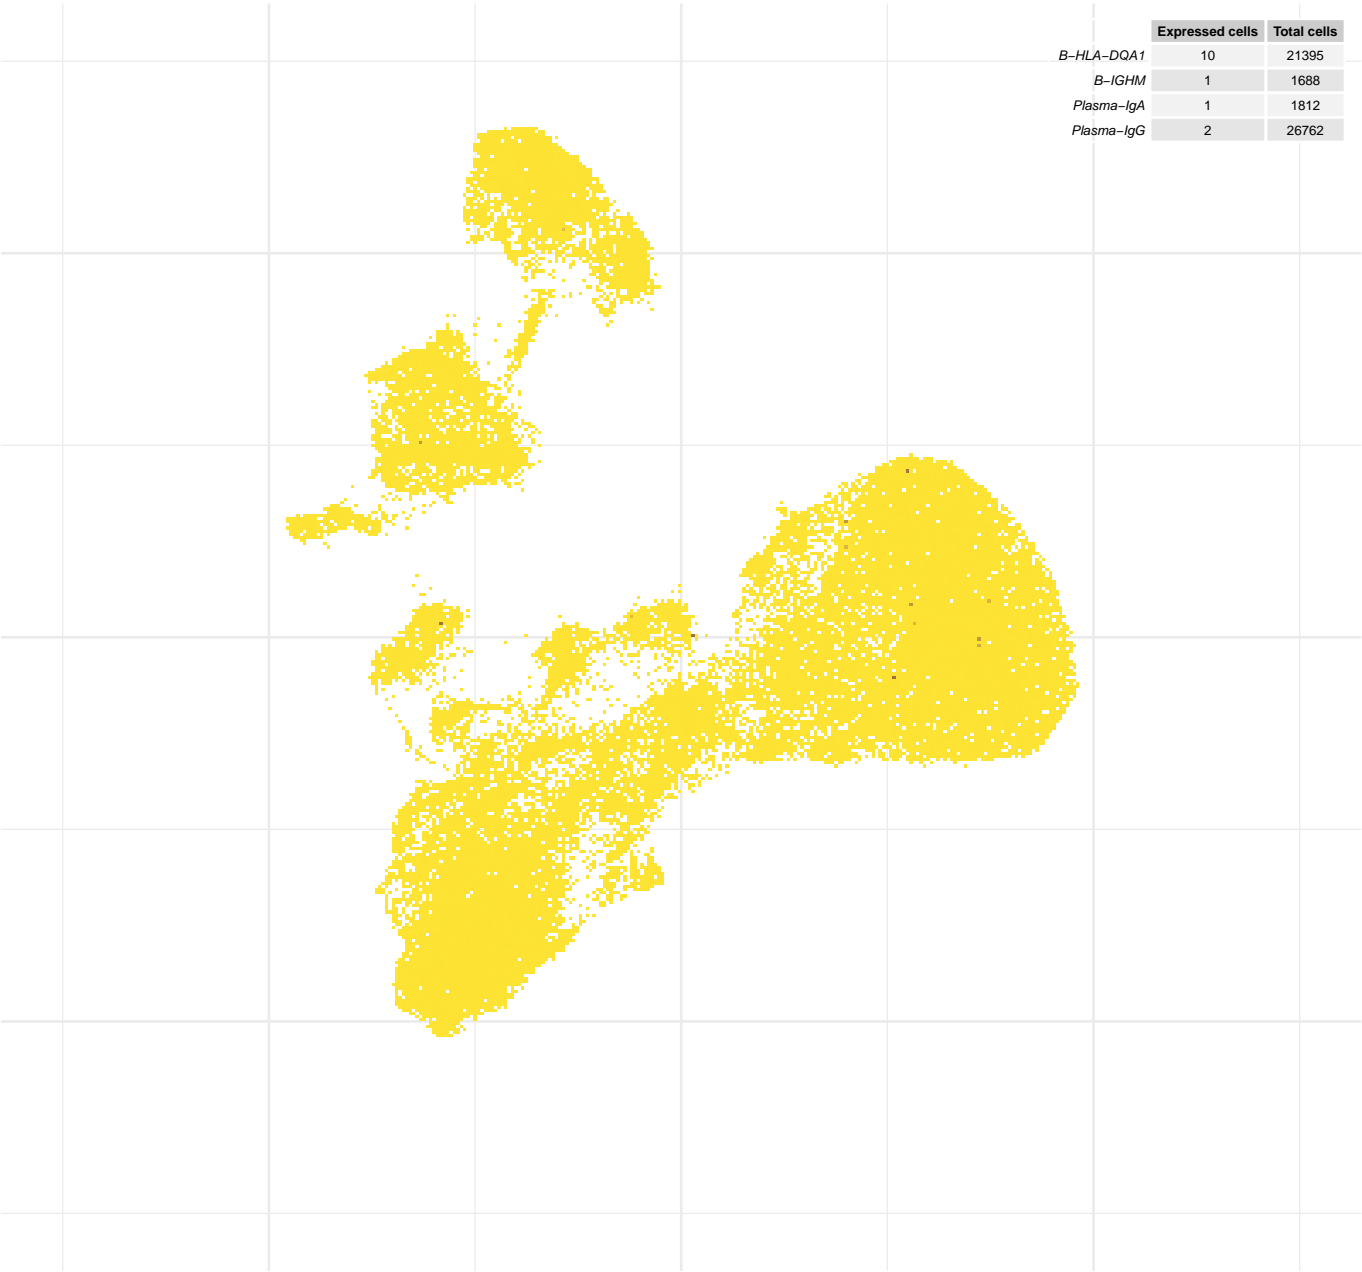 Expressed cells Total cells
B−HLA−DQA1 10 21395
B−IGHM 1 1688
Plasma−IgA 1 1812
Plasma−IgG 2 26762